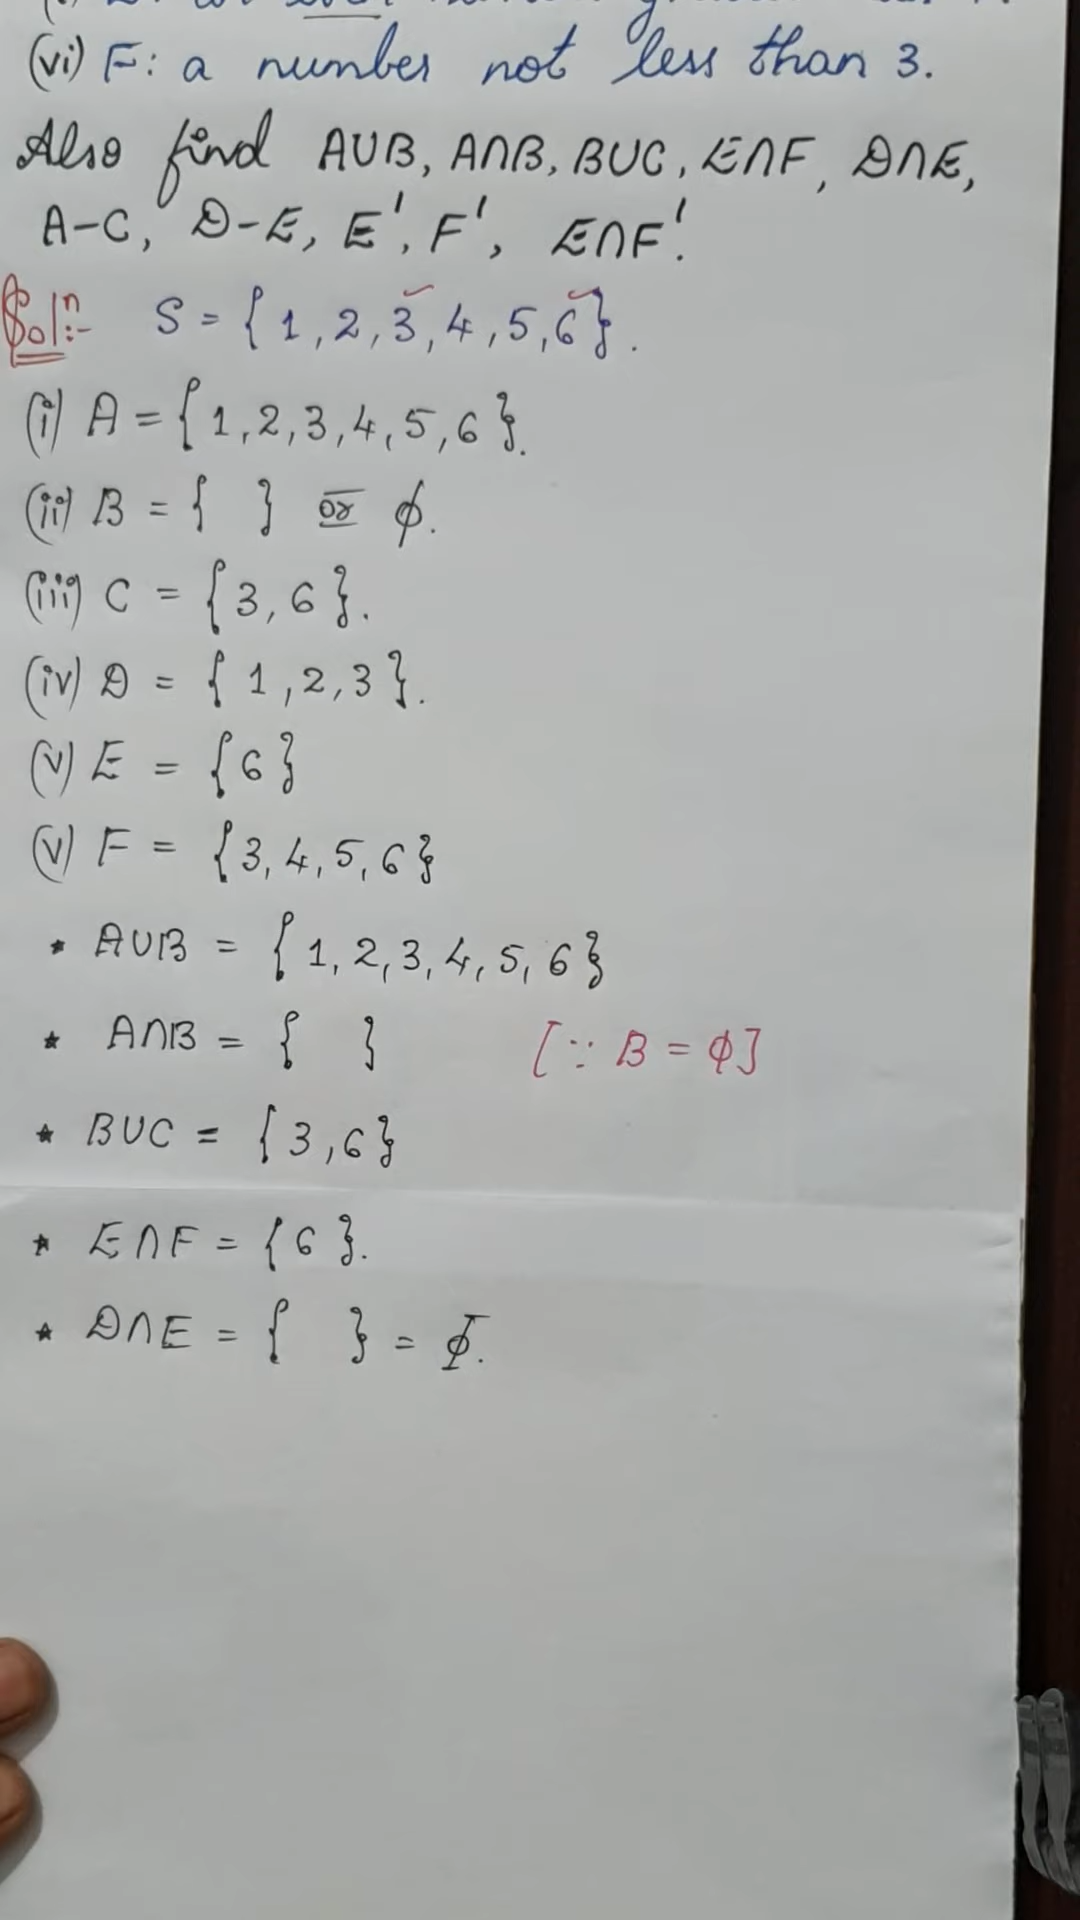 (vi) F: a number not less than 3.
Also find A∪B, A∩B, B∪C, E∩F, D∩E,
A-C, D-E, E', F', E∩F'.
Solⁿ:- S = { 1, 2, 3, 4, 5, 6 }.
(i) A = { 1, 2, 3, 4, 5, 6 }.
(ii) B = { } or ϕ.
(iii) C = { 3, 6 }.
(iv) D = { 1, 2, 3 }.
(v) E = { 6 }
(v) F = { 3, 4, 5, 6 }
* A∪B = { 1, 2, 3, 4, 5, 6 }
* A∩B = { } [∵ B = ϕ]
* B∪C = { 3, 6 }
* E∩F = { 6 }.
* D∩E = { } = Φ.